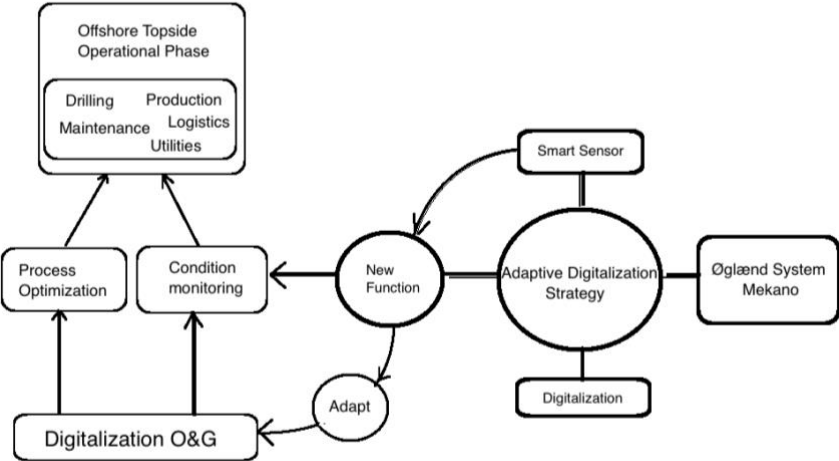 Offshore Topside
Operational Phase
Drilling Production
Maintenance Logistics
Utilities
Smart Sensor
Process
Optimization
Condition
monitoring
New
Function
Adaptive Digitalization
Strategy
Øglænd System
Mekano
Adapt
Digitalization
Digitalization O&G